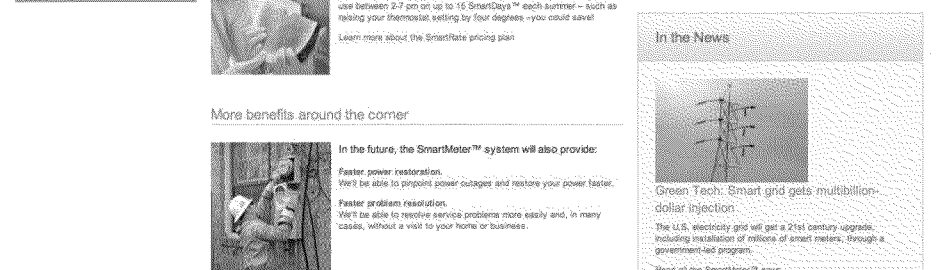 use between 2-7 pm on up to 15 SmartDays™ each summer – such as
raising your thermostat setting by four degrees –you could save!
Learn more about the SmartRate pricing plan
More benefits around the corner
In the future, the SmartMeter™ system will also provide:
Faster power restoration.
We'll be able to pinpoint power outages and restore your power faster.
Faster problem resolution.
We'll be able to resolve service problems more easily and, in many
cases, without a visit to your home or business.
In the News
Green Tech: Smart grid gets multibillion-
dollar injection
The U.S. electricity grid will get a 21st century upgrade,
including installation of millions of smart meters, through a
government-led program.